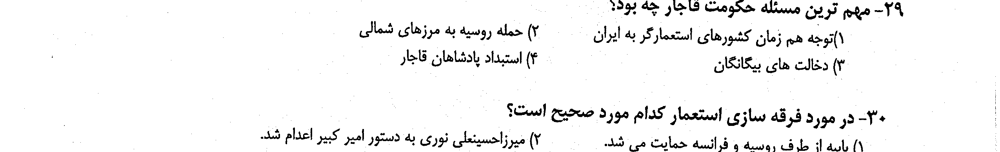 ۲۹- مهم ترین مسئله حکومت قاجار چه بود؟
۱)توجه هم زمان کشورهای استعمارگر به ایران ۲) حمله روسیه به مرزهای شمالی
۳) دخالت های بیگانگان ۴) استبداد پادشاهان قاجار
۳۰- در مورد فرقه سازی استعمار کدام مورد صحیح است؟
۱) بابیه از طرف روسیه و فرانسه حمایت می شد. ۲) میرزاحسینعلی نوری به دستور امیر کبیر اعدام شد.